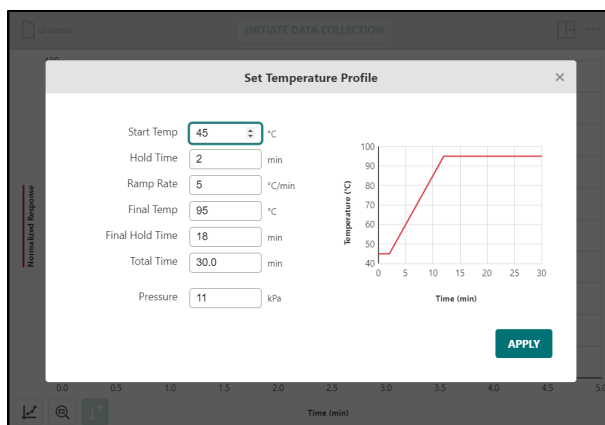 Untitled
INITIATE DATA COLLECTION
Set Temperature Profile
Start Temp 45 °C
Hold Time 2 min
Ramp Rate 5 °C/min
Final Temp 95 °C
Final Hold Time 18 min
Total Time 30.0 min
Pressure 11 kPa
Temperature (°C)
100
90
80
70
60
50
40
0 5 10 15 20 25 30
Time (min)
APPLY
Normalized Response
0.0 0.5 1.0 1.5 2.0 2.5 3.0 3.5 4.0 4.5 5.0
Time (min)